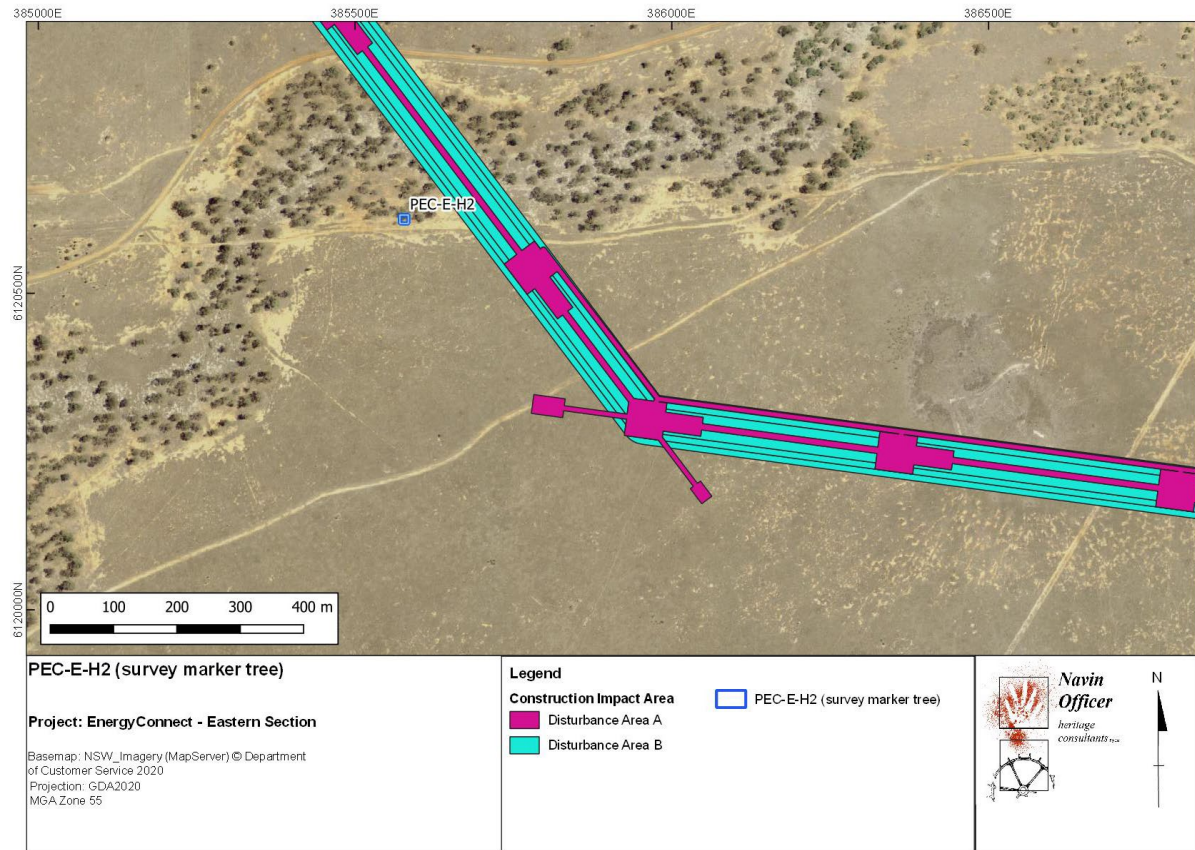 385000E
385500E
386000E
386500E
PEC-E-H2
6120500N
6120000N
0 100 200 300 400 m
PEC-E-H2 (survey marker tree)
Project: EnergyConnect - Eastern Section
Basemap: NSW_Imagery (MapServer) © Department
of Customer Service 2020
Projection: GDA2020
MGA Zone 55
Legend
Construction Impact Area
Disturbance Area A
Disturbance Area B
PEC-E-H2 (survey marker tree)
Navin
Officer
heritage
consultants
N